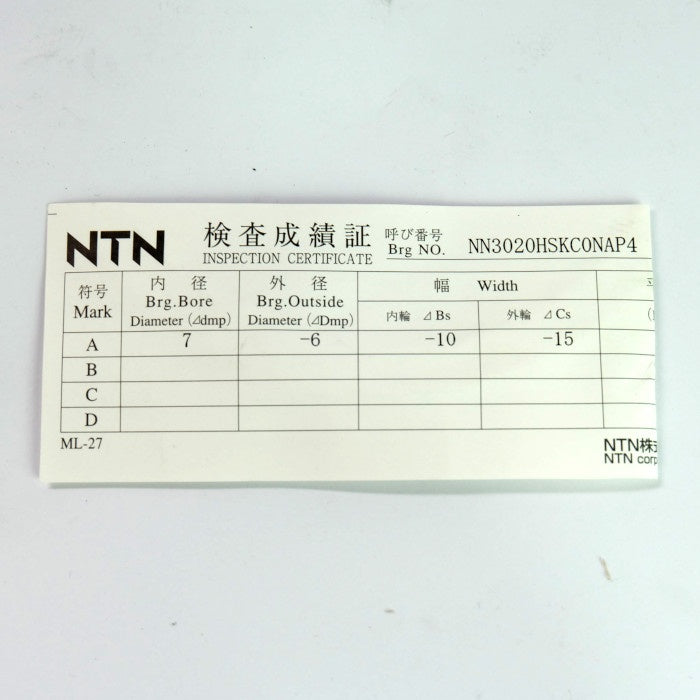 NTN 検査成績証 呼び番号 NN3020HSKC0NAP4
INSPECTION CERTIFICATE Brg NO.
符号 Mark 内径 Brg.Bore Diameter (⊿dmp) 外径 Brg.Outside Diameter (⊿Dmp) 幅 Width
内輪 ⊿Bs 外輪 ⊿Cs
A 7 -6 -10 -15
B
C
D
ML-27 NTN株式
NTN corp